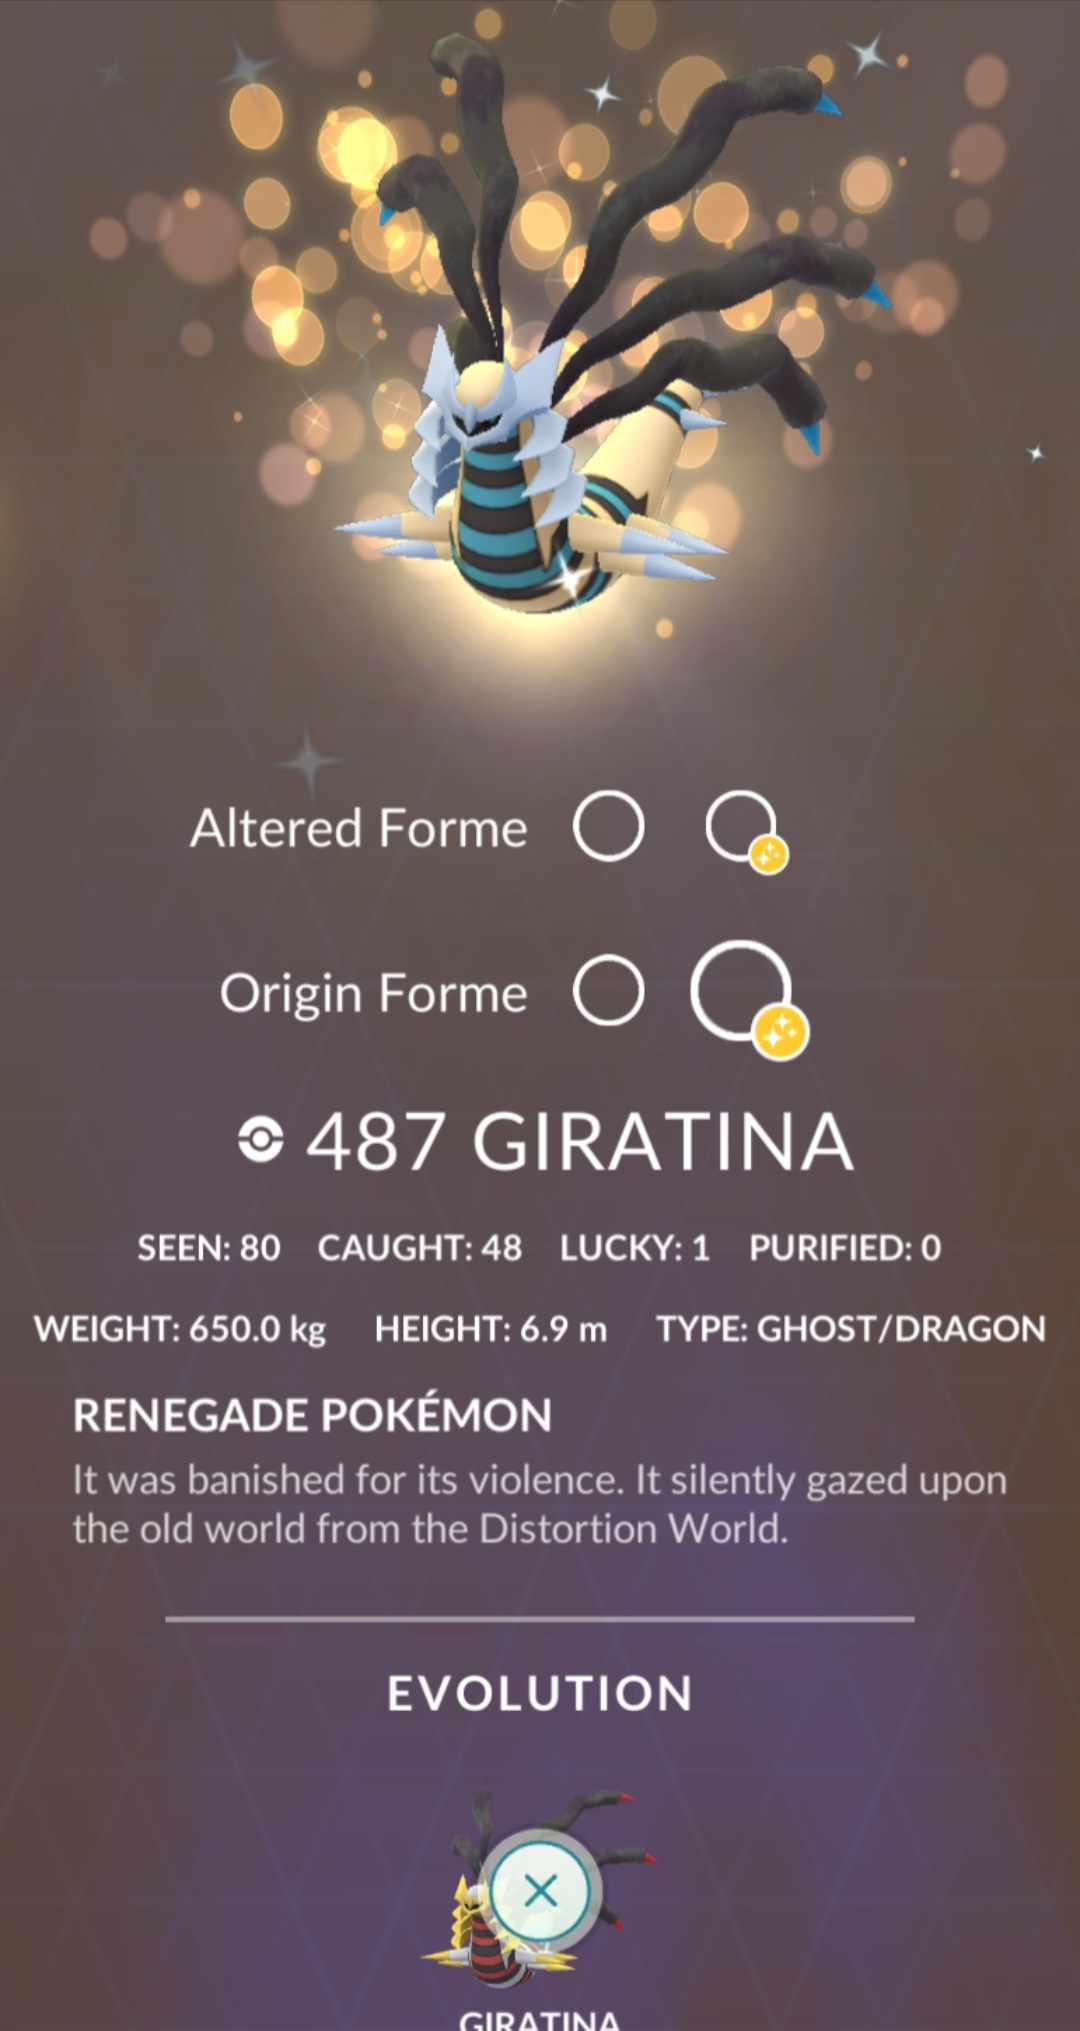 Altered Forme
Origin Forme
487 GIRATINA
SEEN: 80 CAUGHT: 48 LUCKY: 1 PURIFIED: 0
WEIGHT: 650.0 kg HEIGHT: 6.9 m TYPE: GHOST/DRAGON
RENEGADE POKÉMON
It was banished for its violence. It silently gazed upon
the old world from the Distortion World.
EVOLUTION
GIRATINA